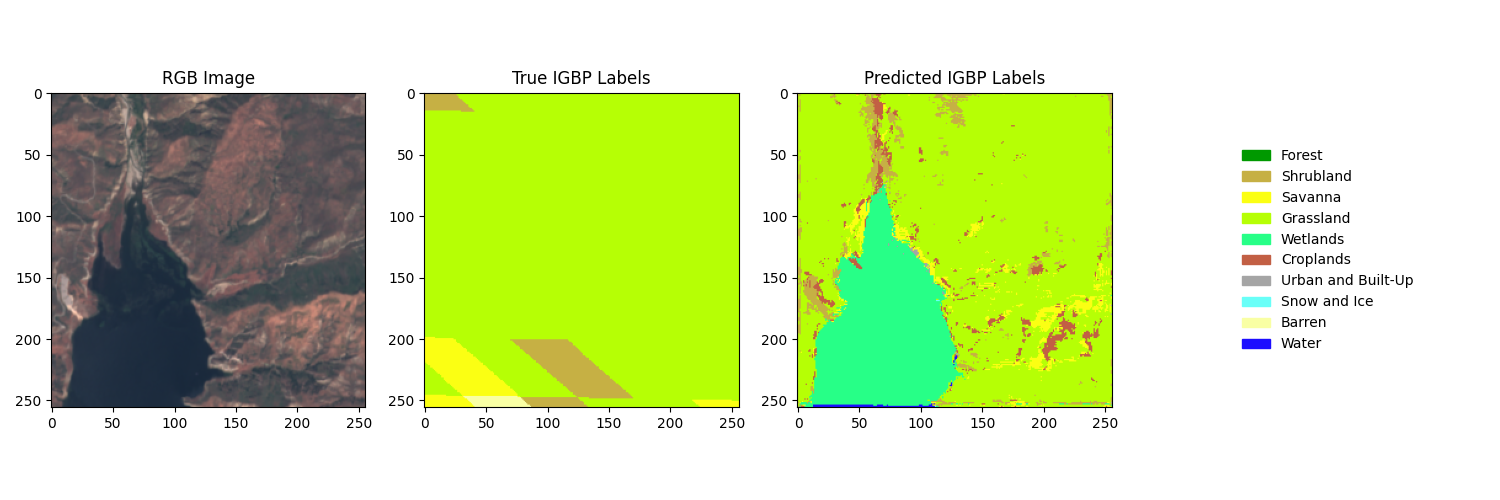 RGB Image
True IGBP Labels
Predicted IGBP Labels
0
50
100
150
200
250
0
50
100
150
200
250
0
50
100
150
200
250
0
50
100
150
200
250
0
50
100
150
200
250
0
50
100
150
200
250
Forest
Shrubland
Savanna
Grassland
Wetlands
Croplands
Urban and Built-Up
Snow and Ice
Barren
Water